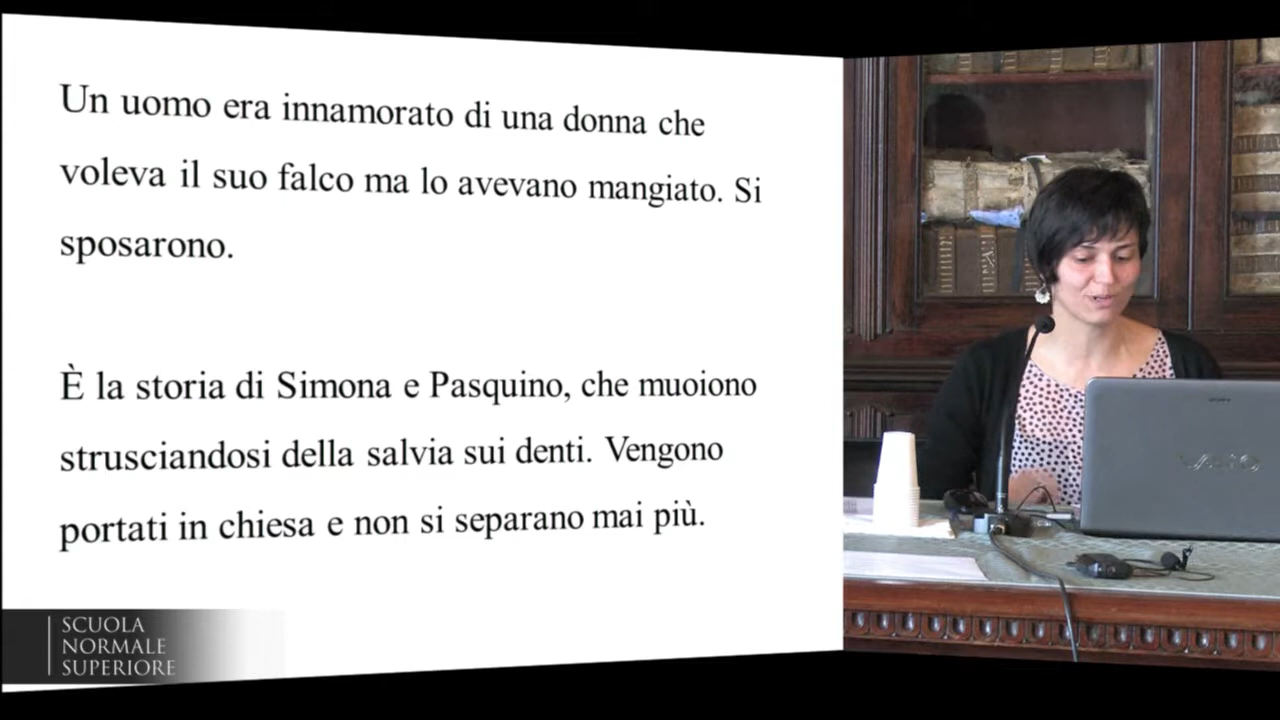 Un uomo era innamorato di una donna che
voleva il suo falco ma lo avevano mangiato. Si
sposarono.
È la storia di Simona e Pasquino, che muoiono
strusciandosi della salvia sui denti. Vengono
portati in chiesa e non si separano mai più.
SCUOLA
NORMALE
SUPERIORE
VAIO